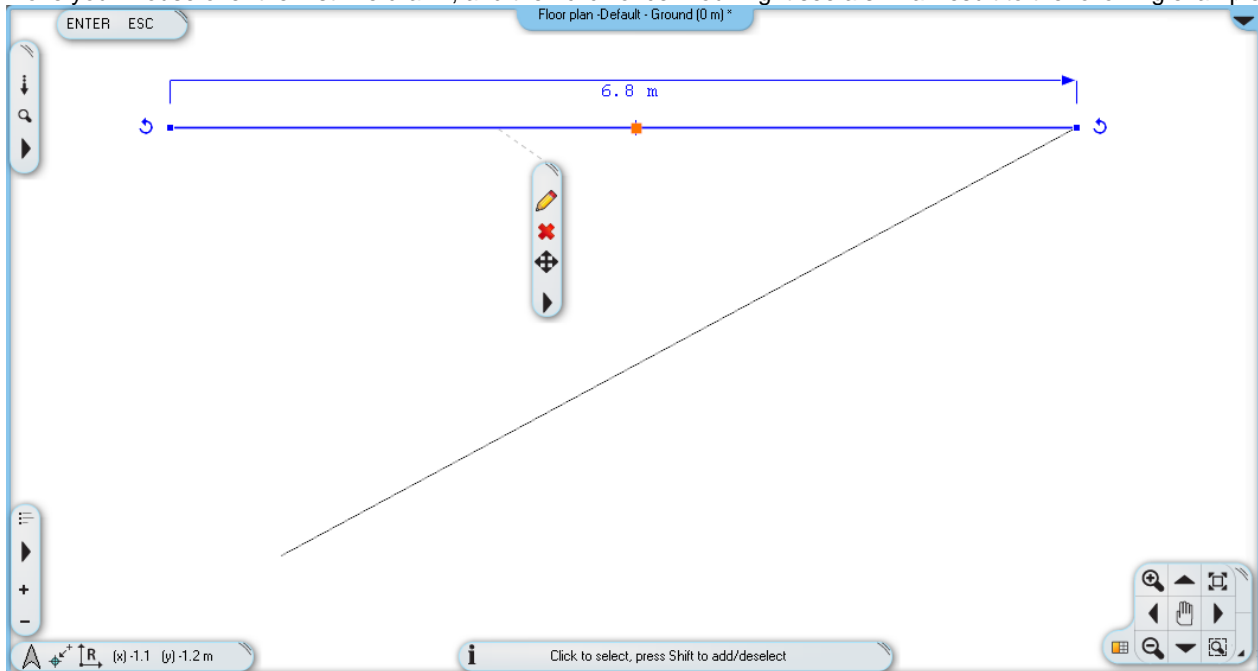 Floor plan -Default - Ground (0 m) *
ENTER ESC
6.8 m
R (x) -1.1 (y) -1.2 m
i Click to select, press Shift to add/deselect